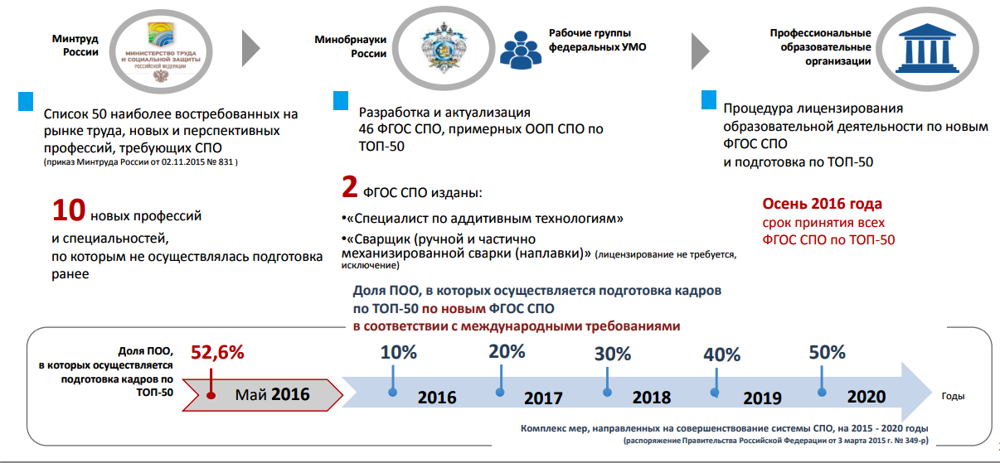 Минтруд
России
МИНИСТЕРСТВО ТРУДА
И СОЦИАЛЬНОЙ ЗАЩИТЫ
РОССИЙСКОЙ ФЕДЕРАЦИИ
Список 50 наиболее востребованных на
рынке труда, новых и перспективных
профессий, требующих СПО
(приказ Минтруда России от 02.11.2015 № 831 )
10 новых профессий
и специальностей,
по которым не осуществлялась подготовка
ранее
Минобрнауки
России
Рабочие группы
федеральных УМО
Разработка и актуализация
46 ФГОС СПО, примерных ООП СПО по
ТОП-50
2 ФГОС СПО изданы:
•«Специалист по аддитивным технологиям»
•«Сварщик (ручной и частично
механизированной сварки (наплавки)» (лицензирование не требуется,
исключение)
Профессиональные
образовательные
организации
Процедура лицензирования
образовательной деятельности по новым
ФГОС СПО
и подготовка по ТОП-50
Осень 2016 года
срок принятия всех
ФГОС СПО по ТОП-50
Доля ПОО, в которых осуществляется подготовка кадров
по ТОП-50 по новым ФГОС СПО
в соответствии с международными требованиями
Доля ПОО,
в которых осуществляется
подготовка кадров по
ТОП-50
52,6%
Май 2016
10% 20% 30% 40% 50%
2016 2017 2018 2019 2020
Годы
Комплекс мер, направленных на совершенствование системы СПО, на 2015 - 2020 годы
(распоряжение Правительства Российской Федерации от 3 марта 2015 г. № 349-р)